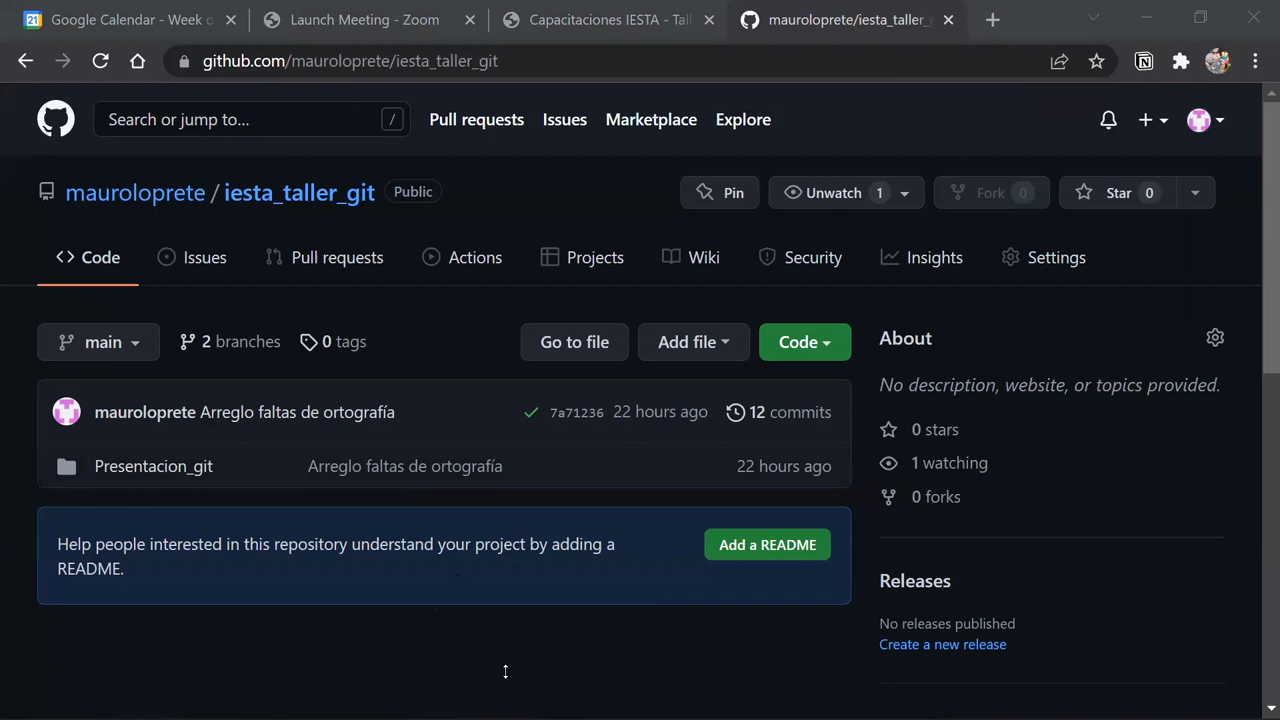 Google Calendar - Week o
Launch Meeting - Zoom
Capacitaciones IESTA - Tall
mauroloprete/iesta_taller_
github.com/mauroloprete/iesta_taller_git
Search or jump to...
/
Pull requests
Issues
Marketplace
Explore
mauroloprete / iesta_taller_git
Public
Pin
Unwatch 1
Fork 0
Star 0
Code
Issues
Pull requests
Actions
Projects
Wiki
Security
Insights
Settings
main
2 branches
0 tags
Go to file
Add file
Code
mauroloprete Arreglo faltas de ortografía
7a71236 22 hours ago
12 commits
Presentacion_git
Arreglo faltas de ortografía
22 hours ago
Help people interested in this repository understand your project by adding a
README.
Add a README
About
No description, website, or topics provided.
0 stars
1 watching
0 forks
Releases
No releases published
Create a new release